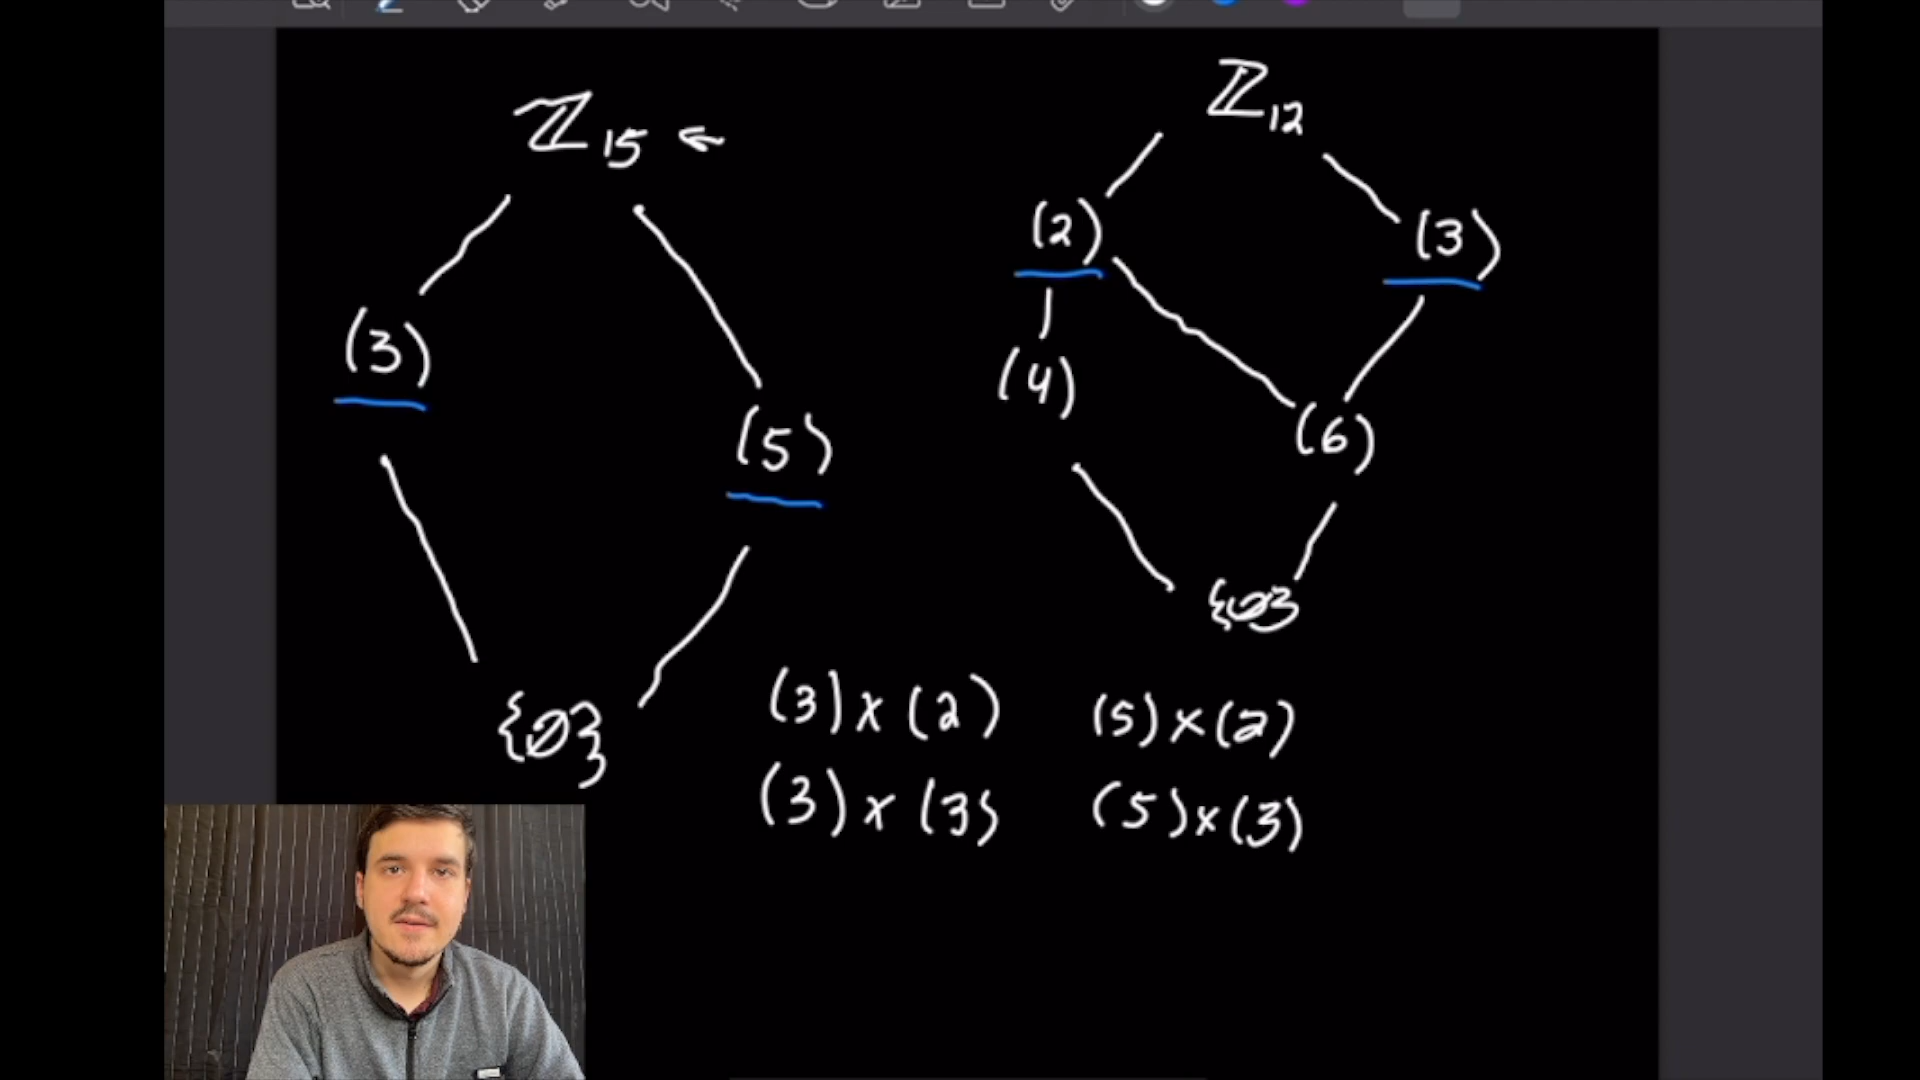 ℤ₁₅ ←
(3)
(5)
{0}
ℤ₁₂
(2)
(3)
(4)
(6)
{0}
(3) x (2)
(5) x (2)
(3) x (3)
(5) x (3)